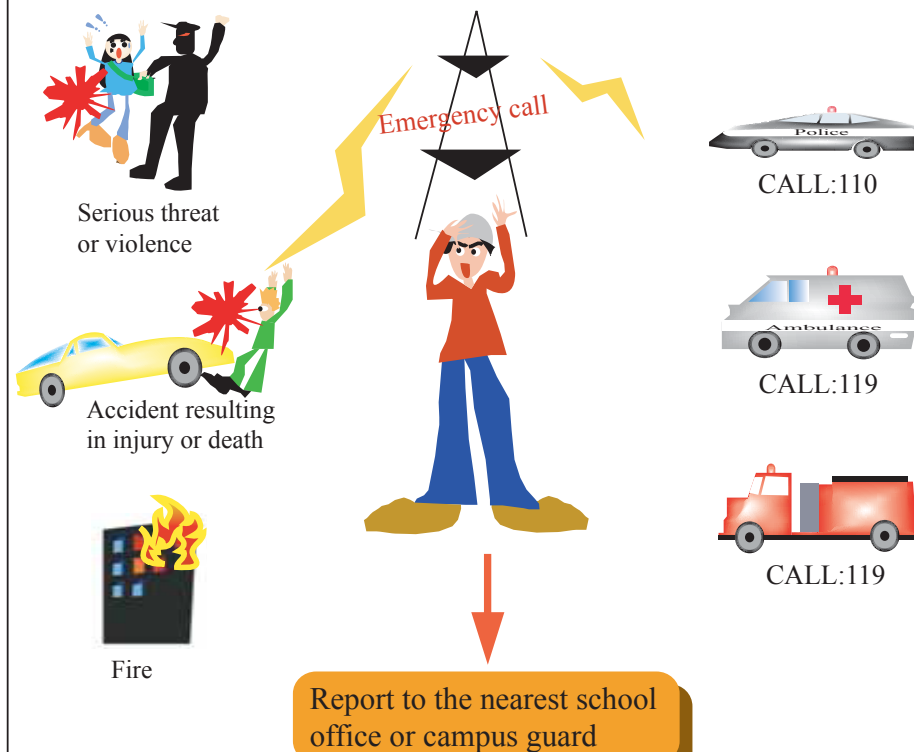 Emergency call
Serious threat
or violence
Accident resulting
in injury or death
Fire
Police
CALL:110
Ambulance
CALL:119
CALL:119
Report to the nearest school
office or campus guard